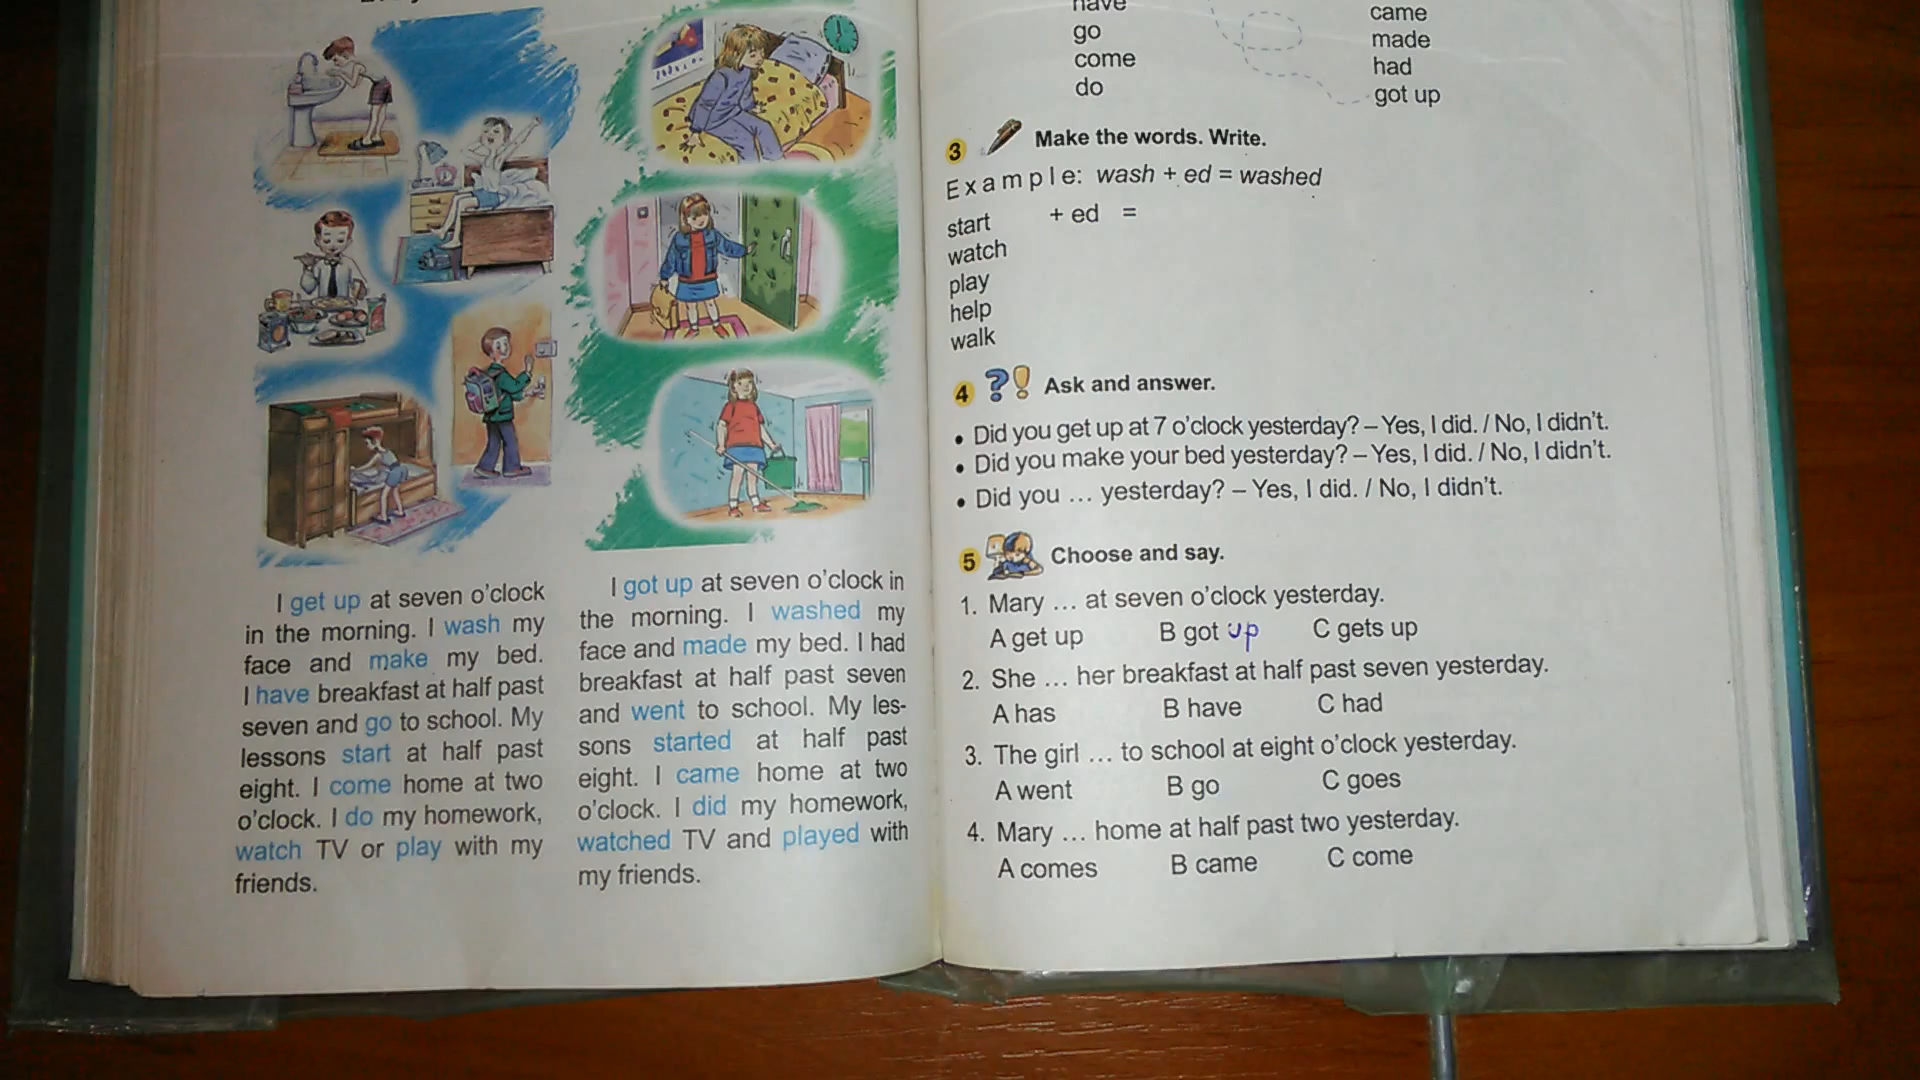 I get up at seven o'clock
in the morning. I wash my
face and make my bed.
I have breakfast at half past
seven and go to school. My
lessons start at half past
eight. I come home at two
o'clock. I do my homework,
watch TV or play with my
friends.
I got up at seven o'clock in
the morning. I washed my
face and made my bed. I had
breakfast at half past seven
and went to school. My les-
sons started at half past
eight. I came home at two
o'clock. I did my homework,
watched TV and played with
my friends.
have
go
come
do
came
made
had
got up
3 Make the words. Write.
Example: wash + ed = washed
start + ed =
watch
play
help
walk
4 ?! Ask and answer.
• Did you get up at 7 o'clock yesterday? – Yes, I did. / No, I didn't.
• Did you make your bed yesterday? – Yes, I did. / No, I didn't.
• Did you ... yesterday? – Yes, I did. / No, I didn't.
5 Choose and say.
1. Mary ... at seven o'clock yesterday.
A get up B got up C gets up
2. She ... her breakfast at half past seven yesterday.
A has B have C had
3. The girl ... to school at eight o'clock yesterday.
A went B go C goes
4. Mary ... home at half past two yesterday.
A comes B came C come